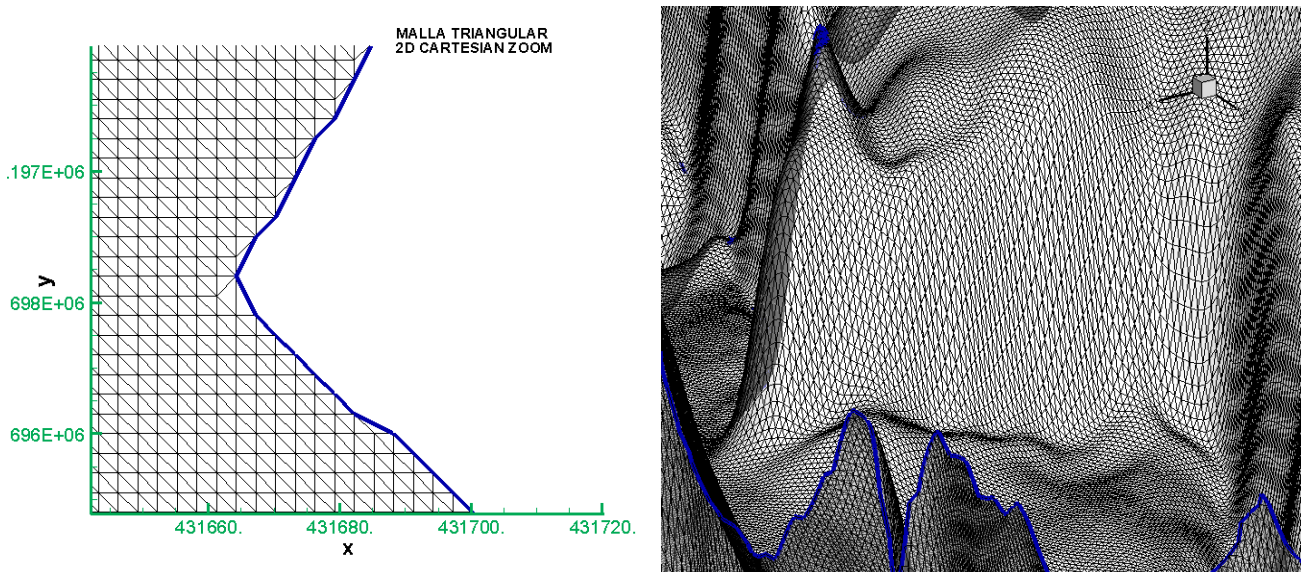 MALLA TRIANGULAR
2D CARTESIAN ZOOM
.197E+06
y
698E+06
696E+06
431660.
431680.
431700.
431720.
x